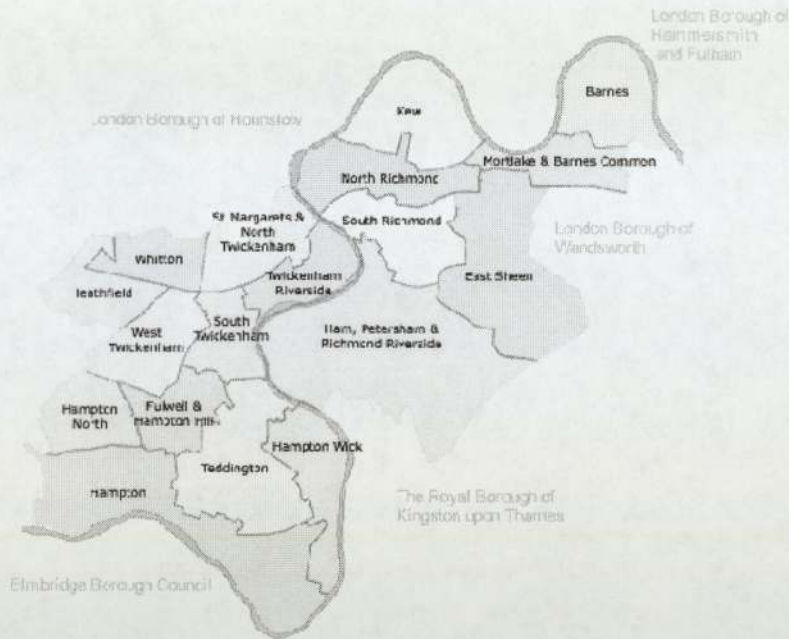 London Borough of
Hammersmith
and Fulham
Barnes
Kew
London Borough of Hounslow
Mortlake & Barnes Common
North Richmond
St Margarets &
North
Twickenham
South Richmond
London Borough of
Wandsworth
Whitton
Twickenham
Riverside
East Sheen
Heathfield
South
Twickenham
West
Twickenham
Ham, Petersham &
Richmond Riverside
Hampton
North
Fulwell &
Hampton Hill
Hampton Wick
Teddington
Hampton
The Royal Borough of
Kingston upon Thames
Elmbridge Borough Council